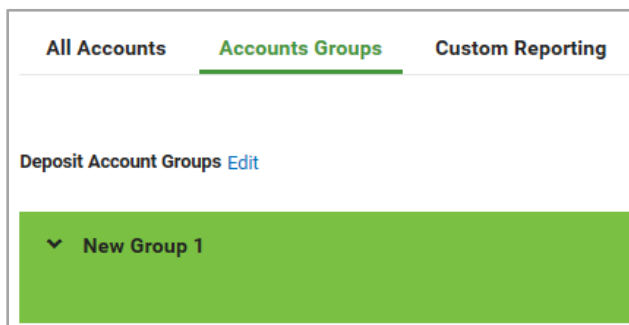 All Accounts Accounts Groups Custom Reporting
Deposit Account Groups Edit
New Group 1